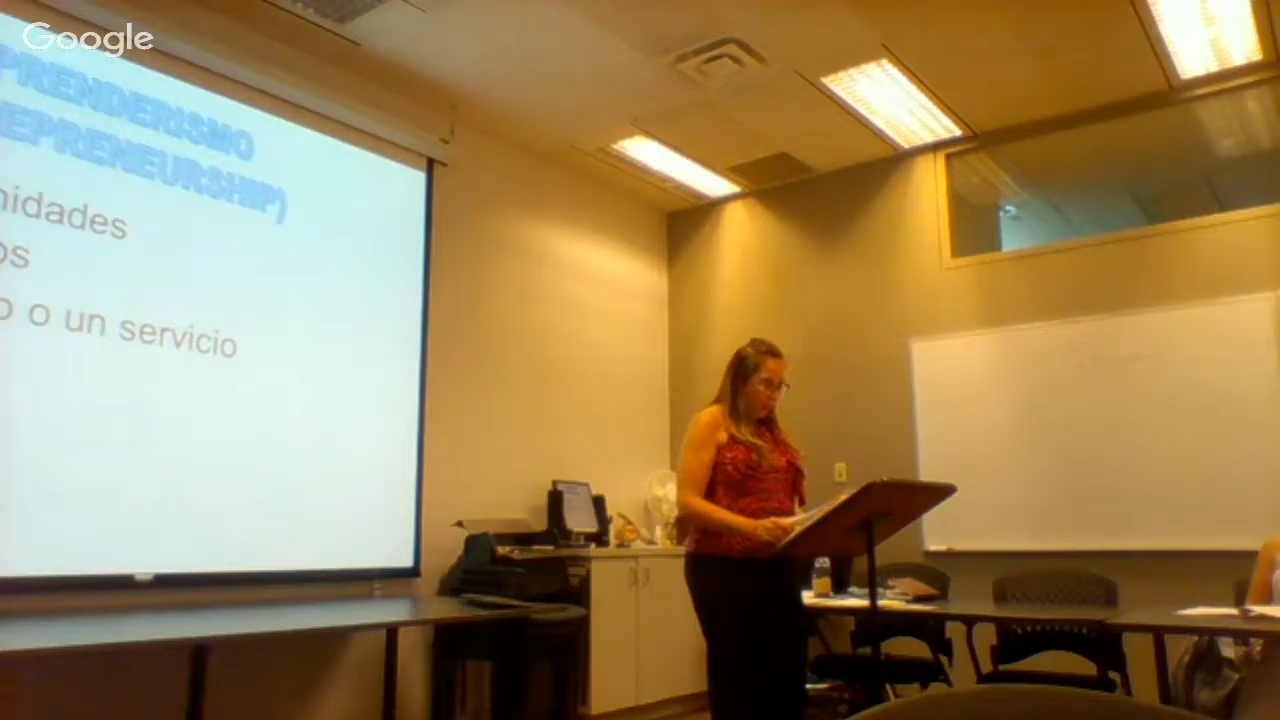 Google
PRENDERISMO
EPRENEURSHIP)
nidades
os
o o un servicio